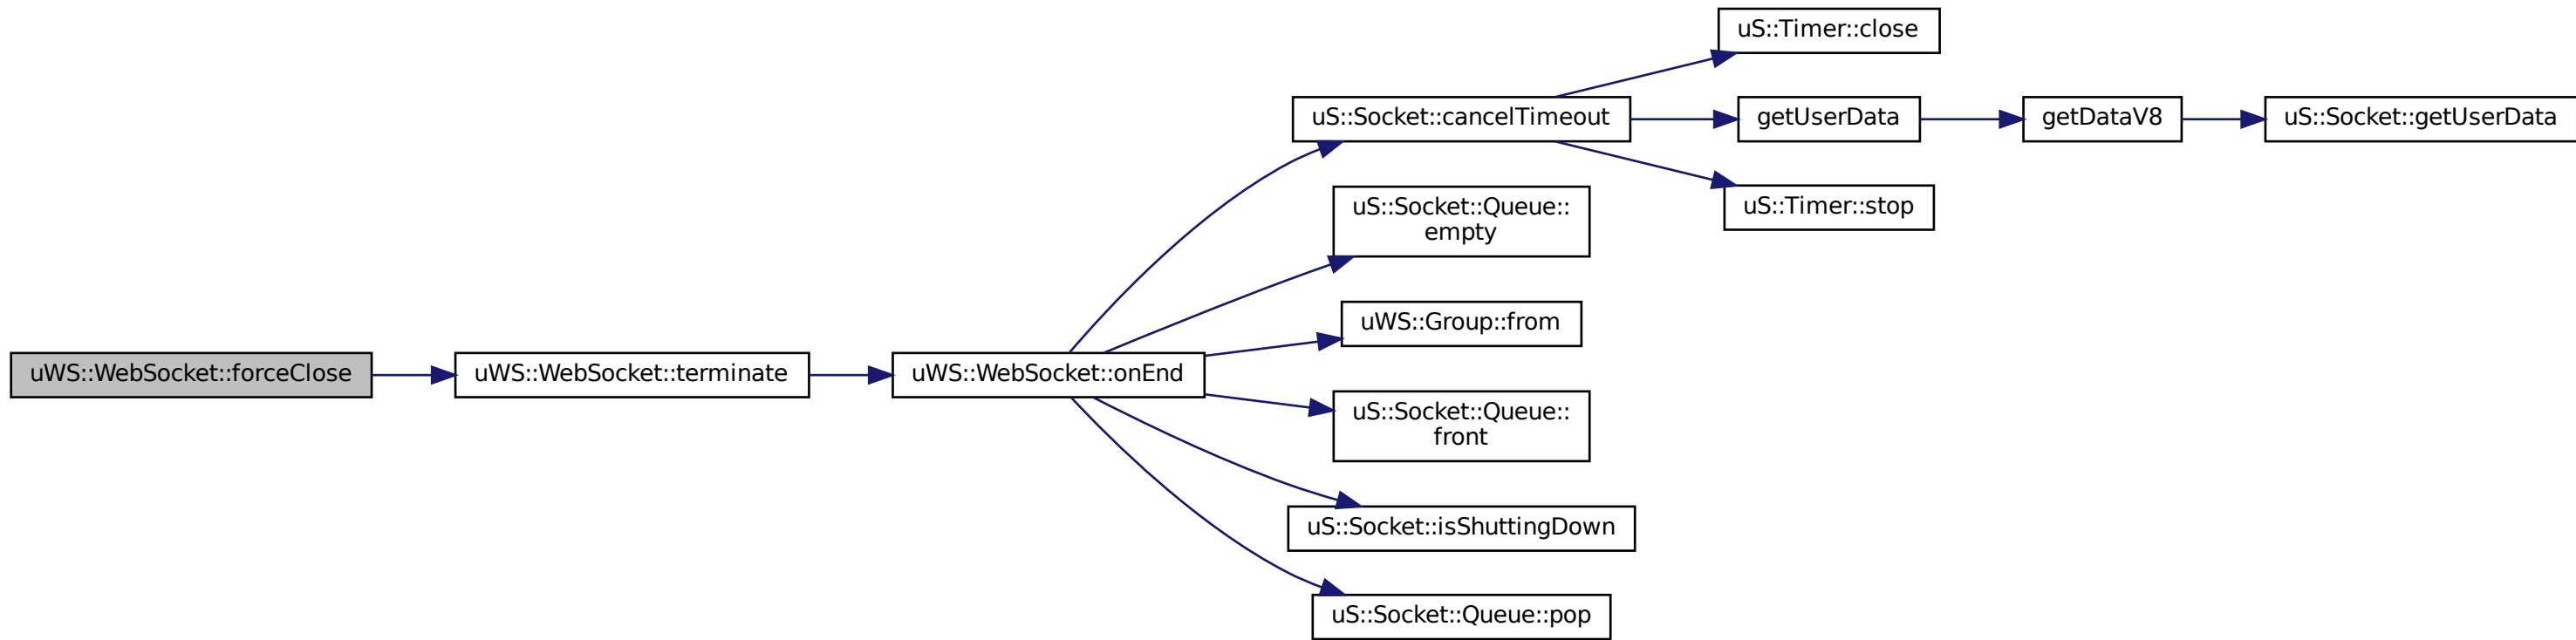 uS::Timer::close
uS::Socket::cancelTimeout
getUserData
getDataV8
uS::Socket::getUserData
uS::Timer::stop
uS::Socket::Queue::
empty
uWS::Group::from
uWS::WebSocket::forceClose
uWS::WebSocket::terminate
uWS::WebSocket::onEnd
uS::Socket::Queue::
front
uS::Socket::isShuttingDown
uS::Socket::Queue::pop